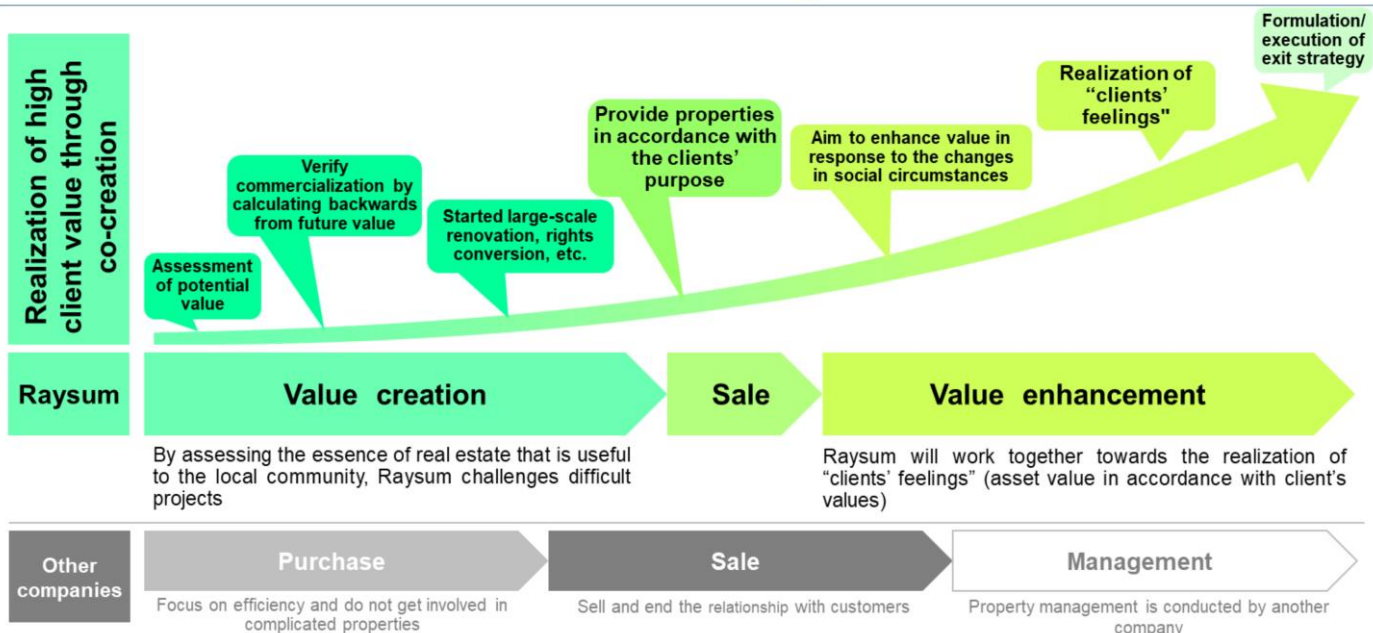 Realization of high
client value through
co-creation
Assessment
of potential
value
Verify
commercialization by
calculating backwards
from future value
Started large-scale
renovation, rights
conversion, etc.
Provide properties
in accordance with
the clients'
purpose
Aim to enhance value in
response to the changes
in social circumstances
Realization of
“clients'
feelings"
Formulation/
execution of
exit strategy
Raysum
Value creation
Sale
Value enhancement
By assessing the essence of real estate that is useful
to the local community, Raysum challenges difficult
projects
Raysum will work together towards the realization of
“clients' feelings” (asset value in accordance with client's
values)
Other
companies
Purchase
Sale
Management
Focus on efficiency and do not get involved in
complicated properties
Sell and end the relationship with customers
Property management is conducted by another
company